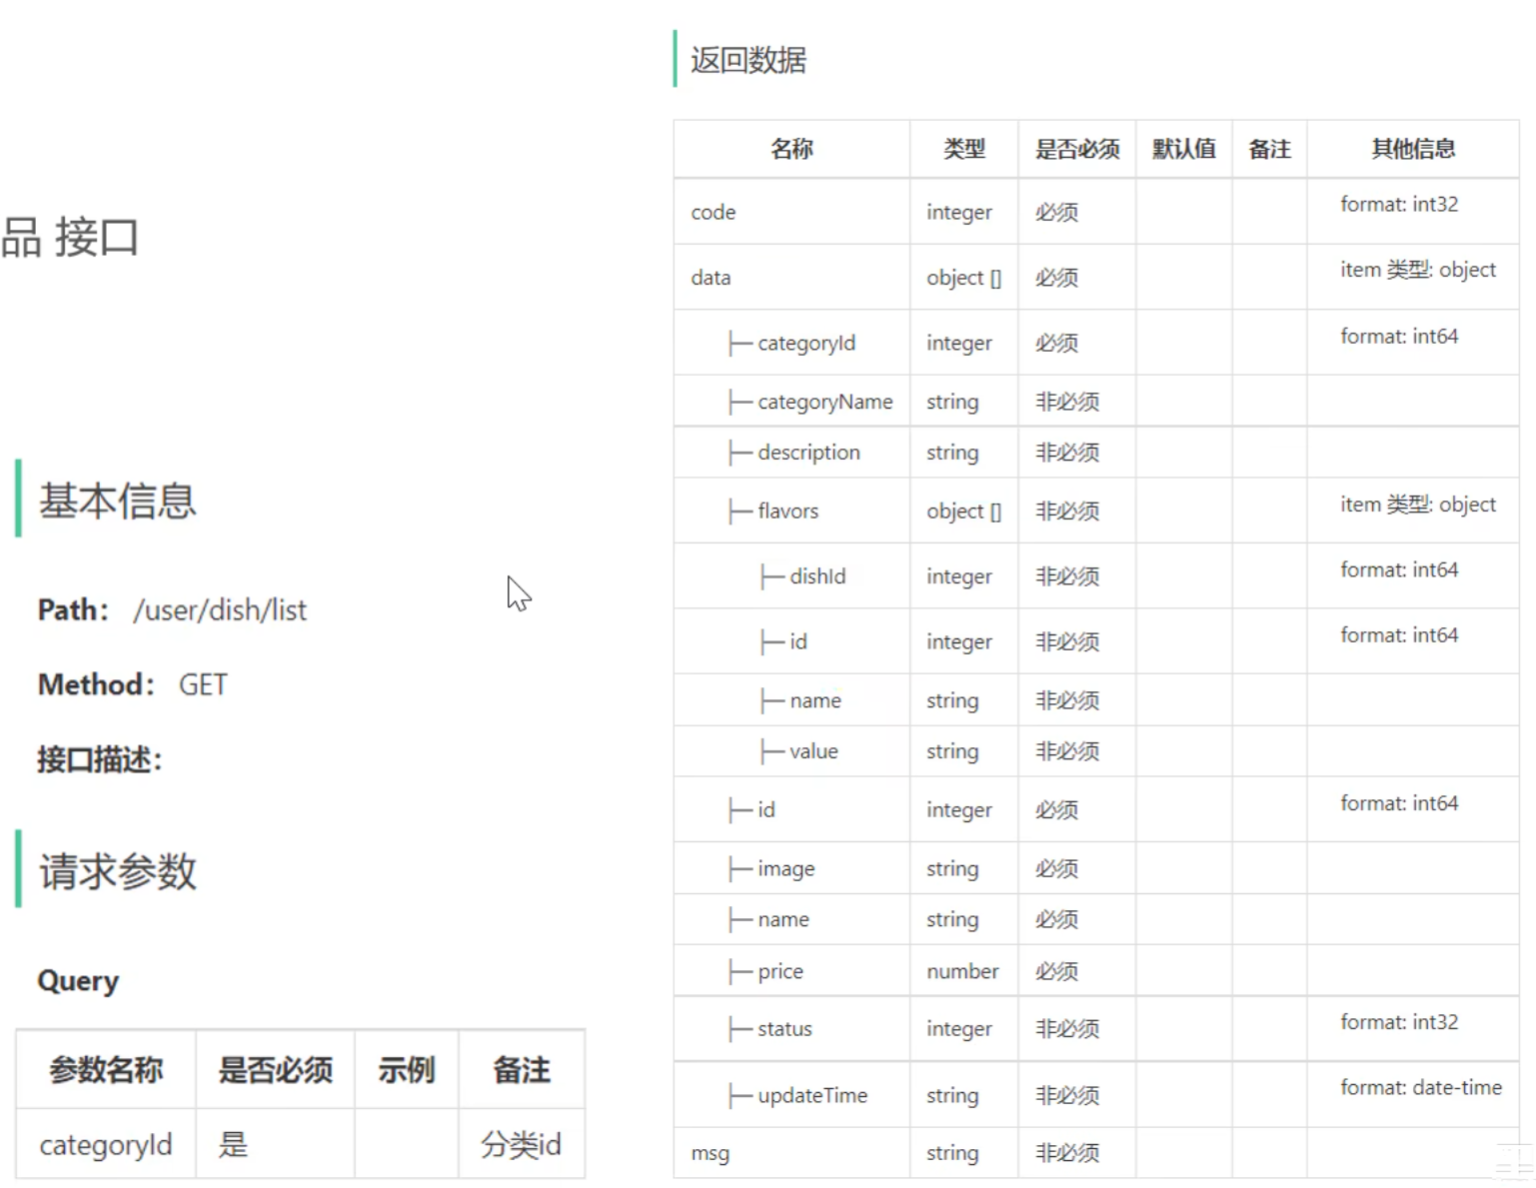 品 接口
基本信息
Path： /user/dish/list
Method： GET
接口描述：
请求参数
Query
参数名称 是否必须 示例 备注
categoryId 是 分类id
返回数据
名称 类型 是否必须 默认值 备注 其他信息
code integer 必须 format: int32
data object [] 必须 item 类型: object
├─ categoryId integer 必须 format: int64
├─ categoryName string 非必须
├─ description string 非必须
├─ flavors object [] 非必须 item 类型: object
├─ dishId integer 非必须 format: int64
├─ id integer 非必须 format: int64
├─ name string 非必须
├─ value string 非必须
├─ id integer 必须 format: int64
├─ image string 必须
├─ name string 必须
├─ price number 必须
├─ status integer 非必须 format: int32
├─ updateTime string 非必须 format: date-time
msg string 非必须